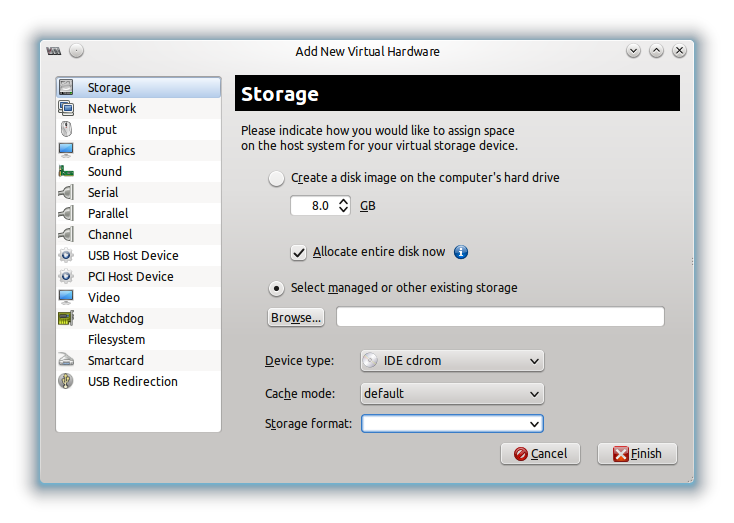 Add New Virtual Hardware
Storage
Network
Input
Graphics
Sound
Serial
Parallel
Channel
USB Host Device
PCI Host Device
Video
Watchdog
Filesystem
Smartcard
USB Redirection
Storage
Please indicate how you would like to assign space
on the host system for your virtual storage device.
Create a disk image on the computer's hard drive
8.0 GB
Allocate entire disk now
Select managed or other existing storage
Browse...
Device type: IDE cdrom
Cache mode: default
Storage format:
Cancel Finish